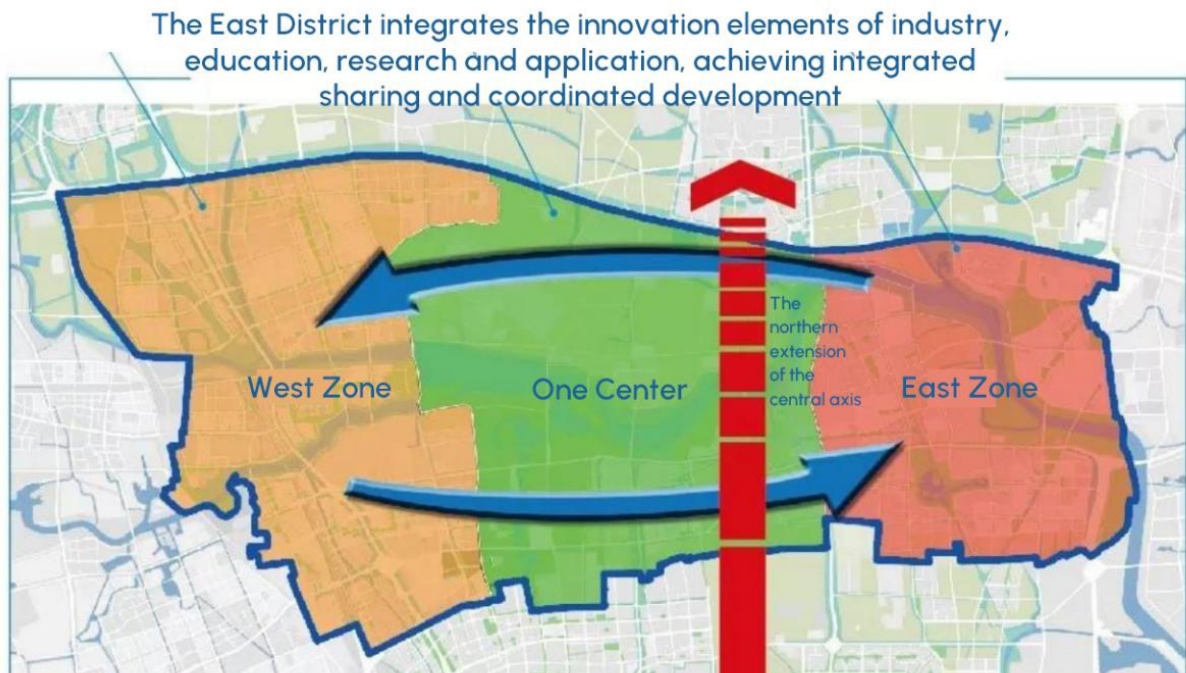 The East District integrates the innovation elements of industry,
education, research and application, achieving integrated
sharing and coordinated development
The
northern
extension
of the
central axis
West Zone
One Center
East Zone